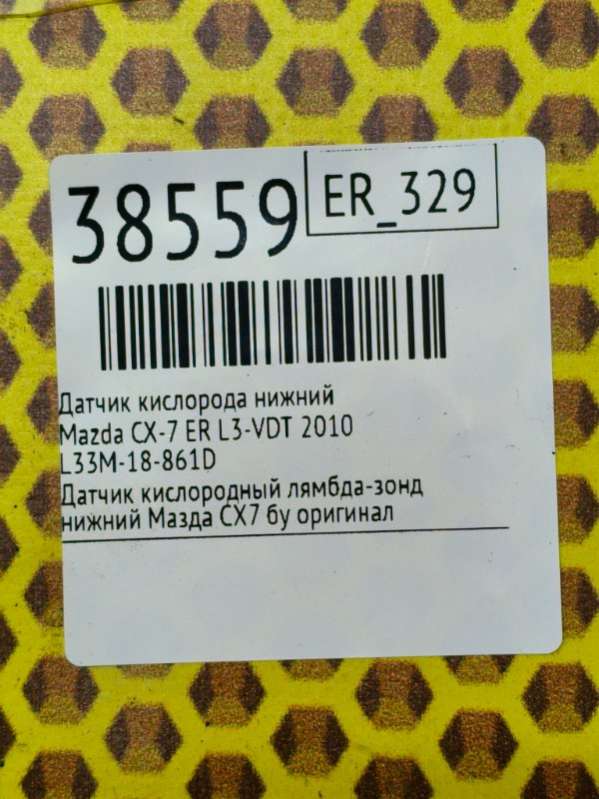 38559
ER_329
Датчик кислорода нижний
Mazda CX-7 ER L3-VDT 2010
L33M-18-861D
Датчик кислородный лямбда-зонд
нижний Мазда СХ7 бу оригинал